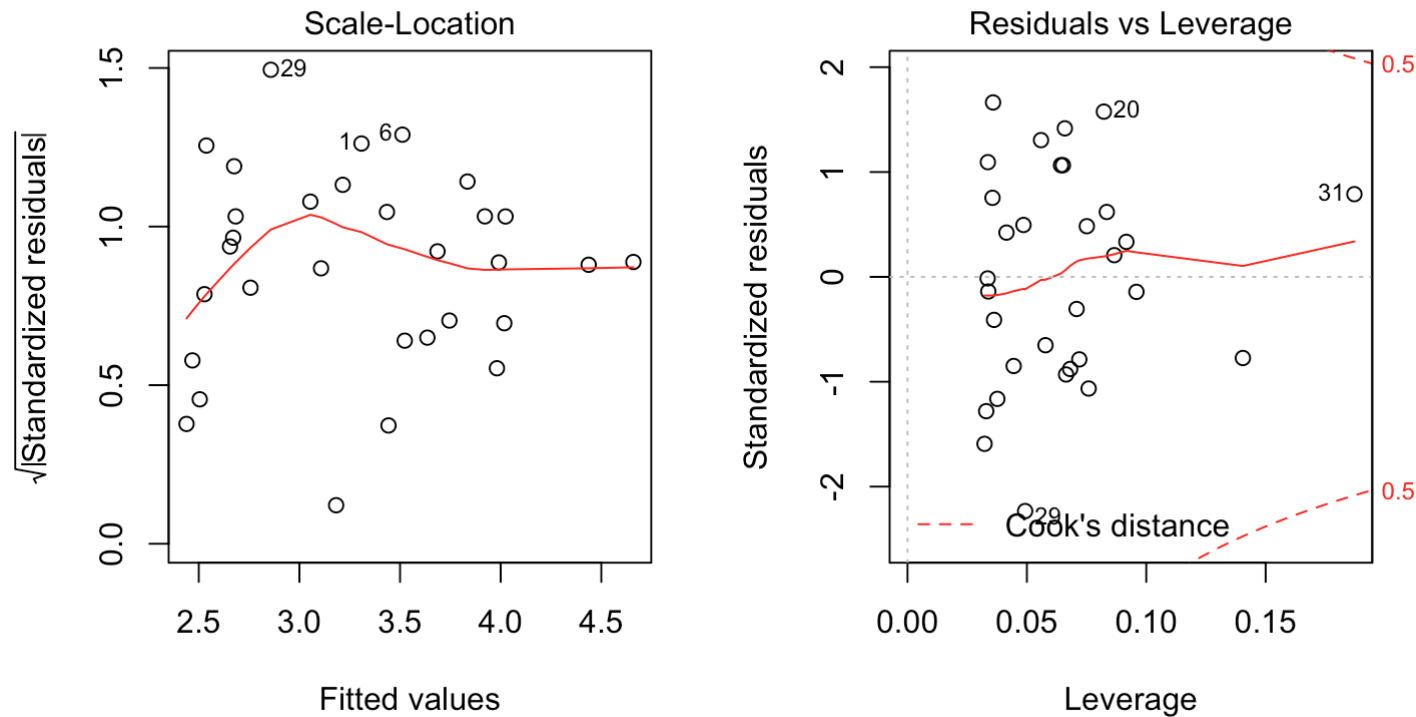 Scale-Location
√|Standardized residuals|
0.0 0.5 1.0 1.5
29
1
6
2.5 3.0 3.5 4.0 4.5
Fitted values
Residuals vs Leverage
Standardized residuals
-2 -1 0 1 2
0.5
20
31
0.5
29
Cook's distance
0.00 0.05 0.10 0.15
Leverage